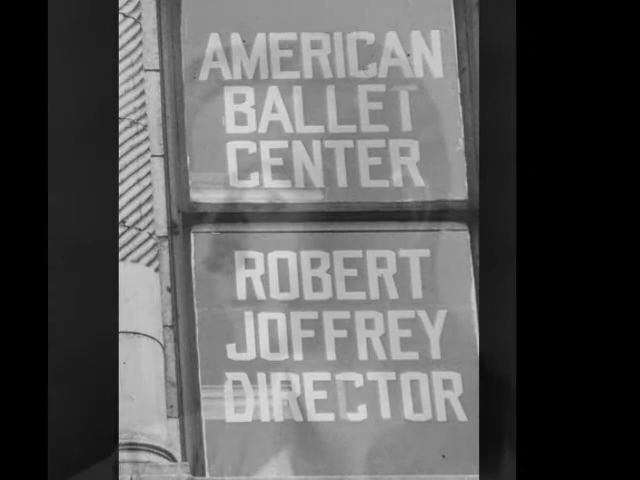 AMERICAN
BALLET
CENTER
ROBERT
JOFFREY
DIRECTOR